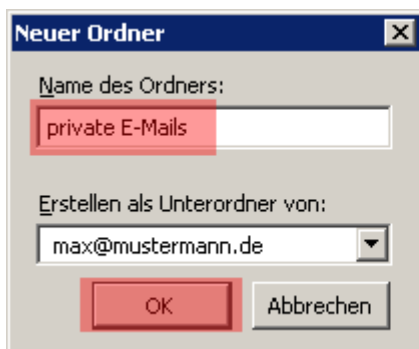 Neuer Ordner
Name des Ordners:
private E-Mails
Erstellen als Unterordner von:
max@mustermann.de
OK Abbrechen